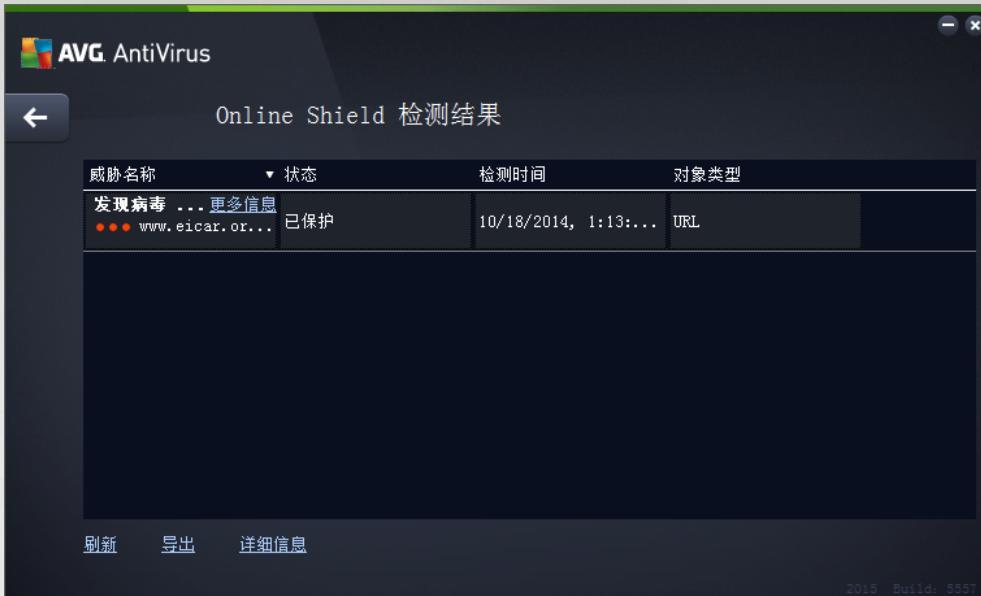 AVG. AntiVirus
Online Shield 检测结果
威胁名称 ▼ 状态 检测时间 对象类型
发现病毒 ... 更多信息
www.eicar.or... 已保护 10/18/2014, 1:13:... URL
刷新 导出 详细信息
2015 Build: 5557